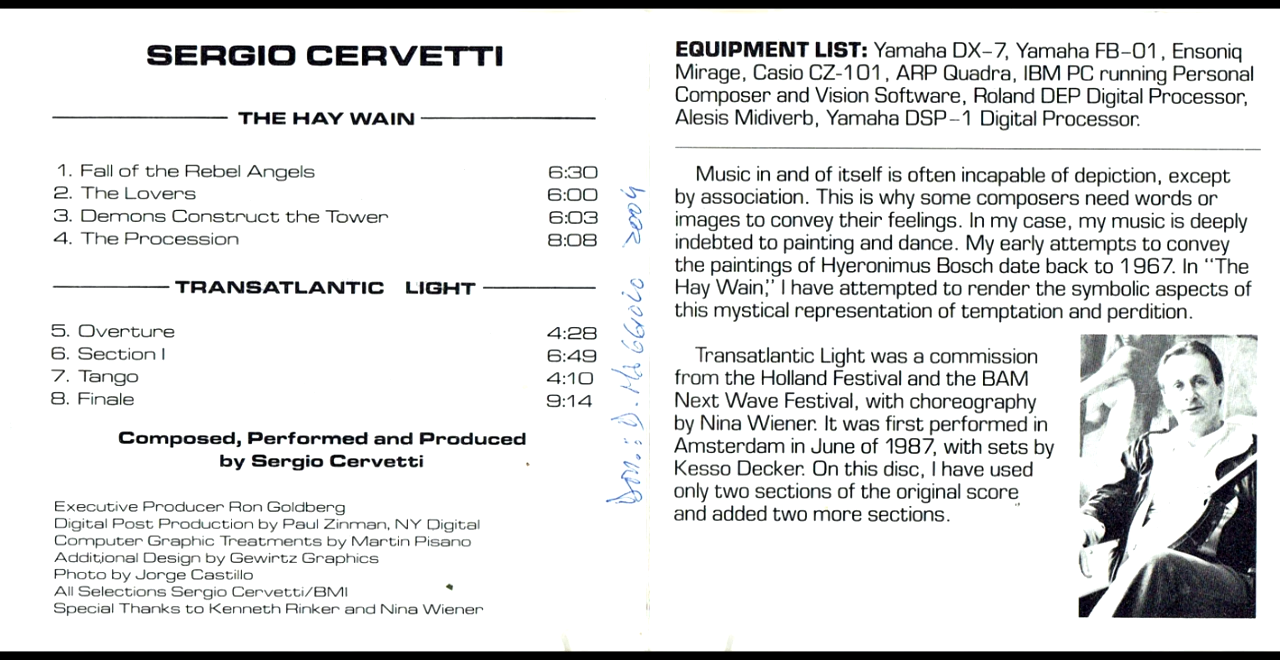 SERGIO CERVETTI
THE HAY WAIN
1. Fall of the Rebel Angels 6:30
2. The Lovers 6:00
3. Demons Construct the Tower 6:03
4. The Procession 8:08
TRANSATLANTIC LIGHT
5. Overture 4:28
6. Section I 6:49
7. Tango 4:10
8. Finale 9:14
Composed, Performed and Produced
by Sergio Cervetti
Executive Producer Ron Goldberg
Digital Post Production by Paul Zinman, NY Digital
Computer Graphic Treatments by Martin Pisano
Additional Design by Gewirtz Graphics
Photo by Jorge Castillo
All Selections Sergio Cervetti/BMI
Special Thanks to Kenneth Rinker and Nina Wiener
2004
EQUIPMENT LIST: Yamaha DX-7, Yamaha FB-01, Ensoniq
Mirage, Casio CZ-101, ARP Quadra, IBM PC running Personal
Composer and Vision Software, Roland DEP Digital Processor,
Alesis Midiverb, Yamaha DSP-1 Digital Processor.
Music in and of itself is often incapable of depiction, except
by association. This is why some composers need words or
images to convey their feelings. In my case, my music is deeply
indebted to painting and dance. My early attempts to convey
the paintings of Hyeronimus Bosch date back to 1967. In “The
Hay Wain,” I have attempted to render the symbolic aspects of
this mystical representation of temptation and perdition.
Transatlantic Light was a commission
from the Holland Festival and the BAM
Next Wave Festival, with choreography
by Nina Wiener. It was first performed in
Amsterdam in June of 1987, with sets by
Kesso Decker. On this disc, I have used
only two sections of the original score
and added two more sections.